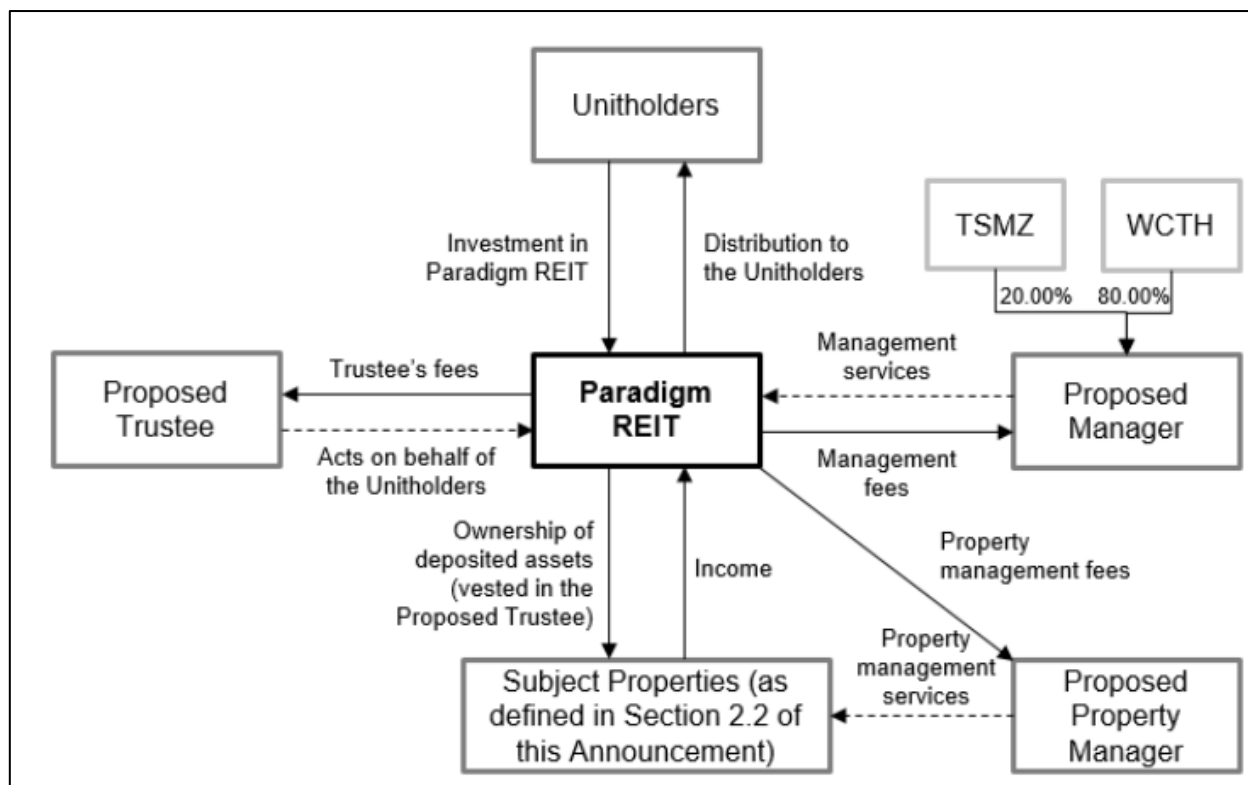 Unitholders
TSMZ
WCTH
Investment in
Paradigm REIT
Distribution to
the Unitholders
20.00%
80.00%
Proposed
Trustee
Trustee's fees
Acts on behalf of
the Unitholders
Paradigm
REIT
Management
services
Management
fees
Proposed
Manager
Ownership of
deposited assets
(vested in the
Proposed Trustee)
Income
Property
management fees
Subject Properties (as
defined in Section 2.2 of
this Announcement)
Property
management
services
Proposed
Property
Manager